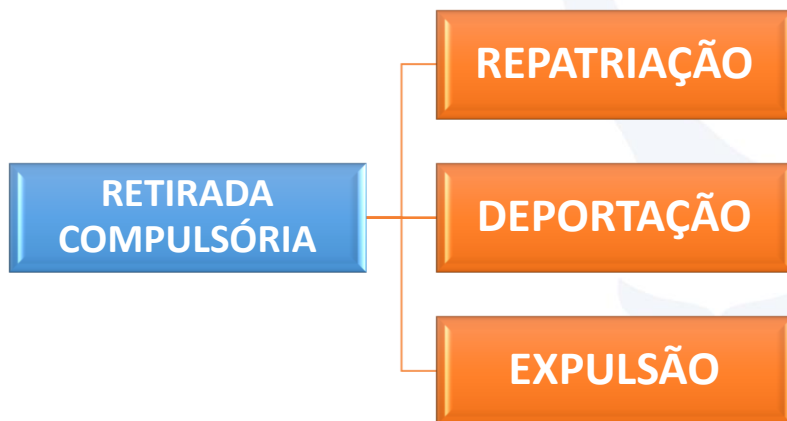 REPATRIAÇÃO
RETIRADA
COMPULSÓRIA
DEPORTAÇÃO
EXPULSÃO